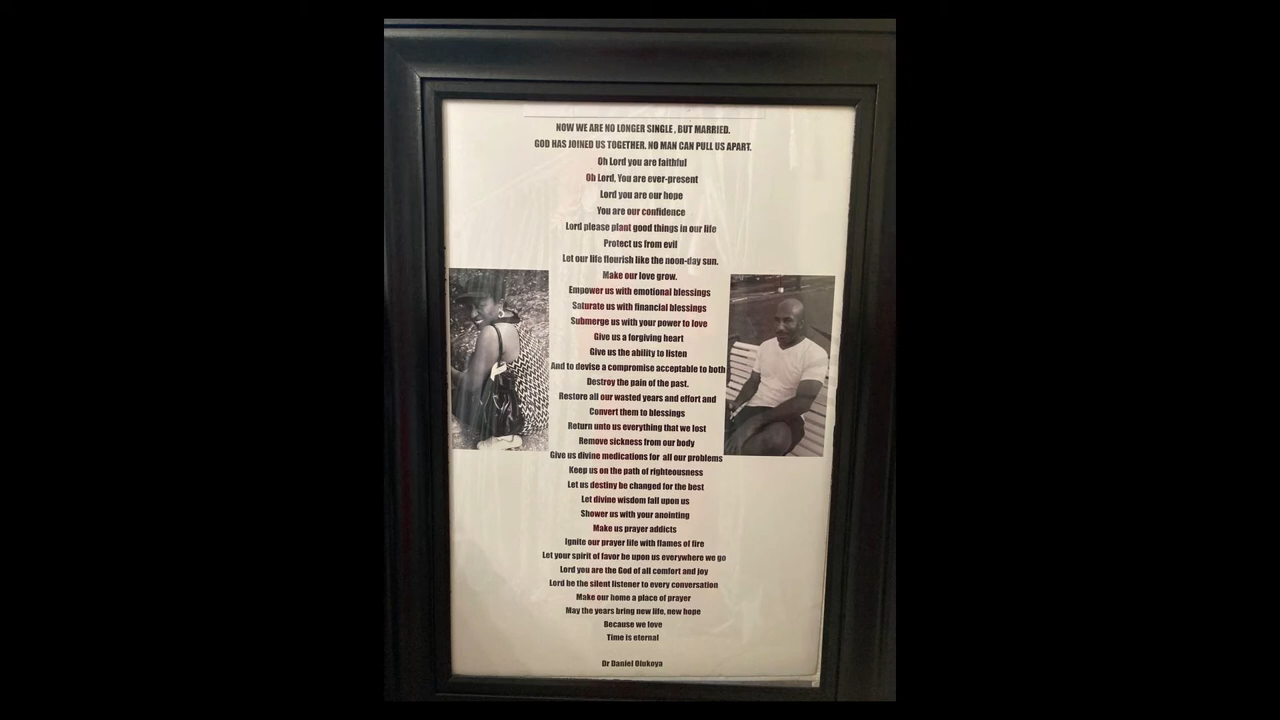 NOW WE ARE NO LONGER SINGLE , BUT MARRIED.
GOD HAS JOINED US TOGETHER. NO MAN CAN PULL US APART.
Oh Lord you are faithful
Oh Lord, You are ever-present
Lord you are our hope
You are our confidence
Lord please plant good things in our life
Protect us from evil
Let our life flourish like the noon-day sun.
Make our love grow.
Empower us with emotional blessings
Saturate us with financial blessings
Submerge us with your power to love
Give us a forgiving heart
Give us the ability to listen
And to devise a compromise acceptable to both
Destroy the pain of the past.
Restore all our wasted years and effort and
Convert them to blessings
Return unto us everything that we lost
Remove sickness from our body
Give us divine medications for all our problems
Keep us on the path of righteousness
Let us destiny be changed for the best
Let divine wisdom fall upon us
Shower us with your anointing
Make us prayer addicts
Ignite our prayer life with flames of fire
Let your spirit of favor be upon us everywhere we go
Lord you are the God of all comfort and joy
Lord be the silent listener to every conversation
Make our home a place of prayer
May the years bring new life, new hope
Because we love
Time is eternal
Dr Daniel Olukoya